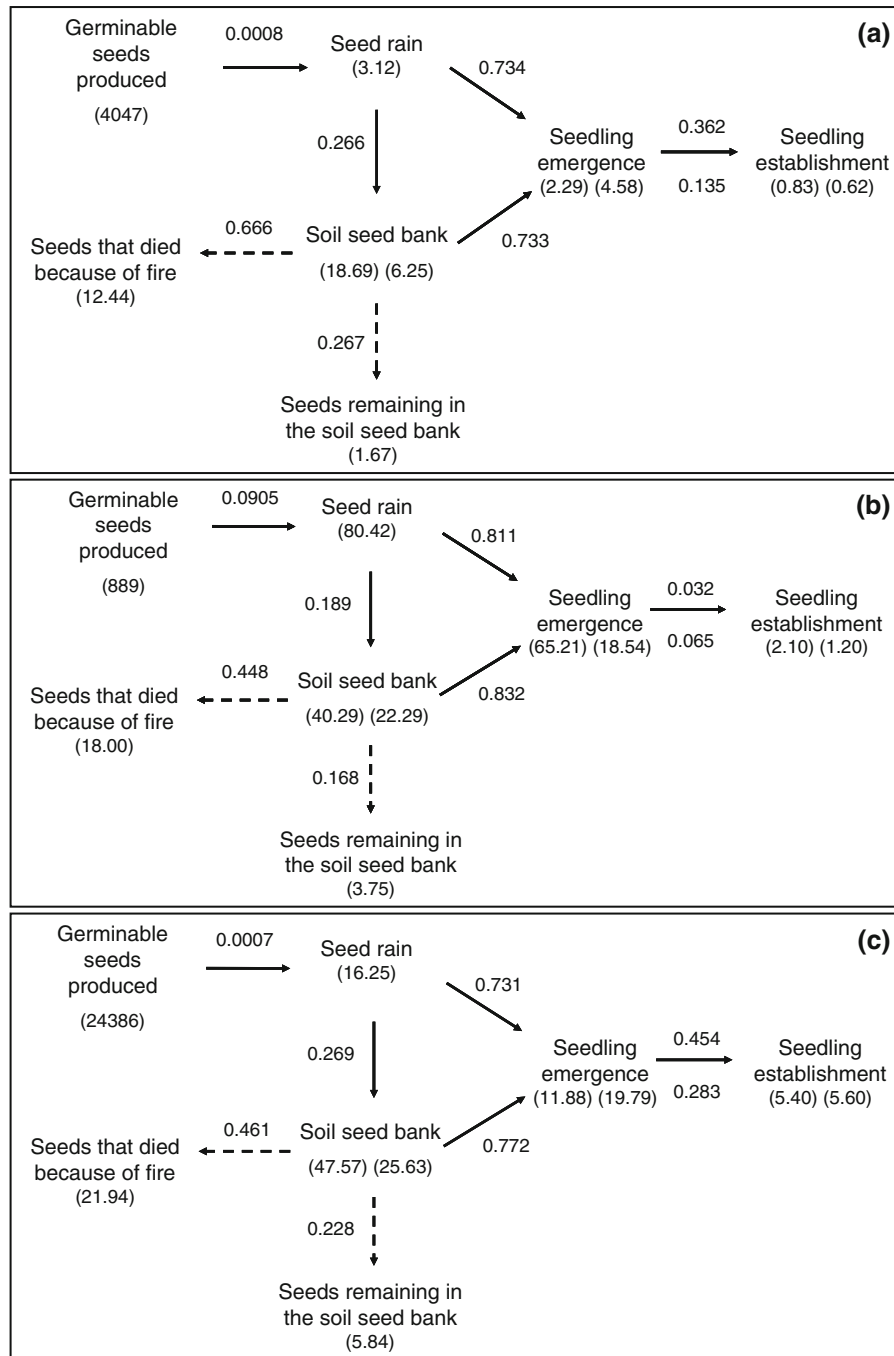 (a)
Germinable
seeds
produced
(4047)
0.0008
Seed rain
(3.12)
0.734
0.266
Seedling
emergence
(2.29) (4.58)
0.362
0.135
Seedling
establishment
(0.83) (0.62)
Seeds that died
because of fire
(12.44)
0.666
Soil seed bank
(18.69) (6.25)
0.733
0.267
Seeds remaining in
the soil seed bank
(1.67)
(b)
Germinable
seeds
produced
(889)
0.0905
Seed rain
(80.42)
0.811
0.189
Seedling
emergence
(65.21) (18.54)
0.032
0.065
Seedling
establishment
(2.10) (1.20)
Seeds that died
because of fire
(18.00)
0.448
Soil seed bank
(40.29) (22.29)
0.832
0.168
Seeds remaining in
the soil seed bank
(3.75)
(c)
Germinable
seeds
produced
(24386)
0.0007
Seed rain
(16.25)
0.731
0.269
Seedling
emergence
(11.88) (19.79)
0.454
0.283
Seedling
establishment
(5.40) (5.60)
Seeds that died
because of fire
(21.94)
0.461
Soil seed bank
(47.57) (25.63)
0.772
0.228
Seeds remaining in
the soil seed bank
(5.84)